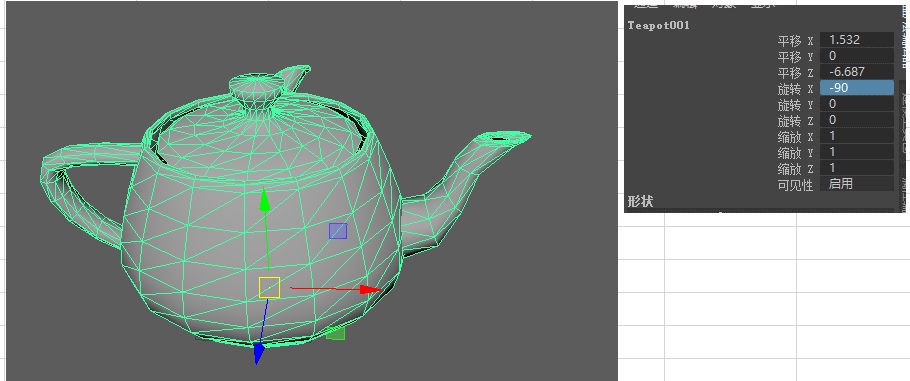 Teapot001
平移 X 1.532
平移 Y 0
平移 Z -6.687
旋转 X -90
旋转 Y 0
旋转 Z 0
缩放 X 1
缩放 Y 1
缩放 Z 1
可见性 启用
形状